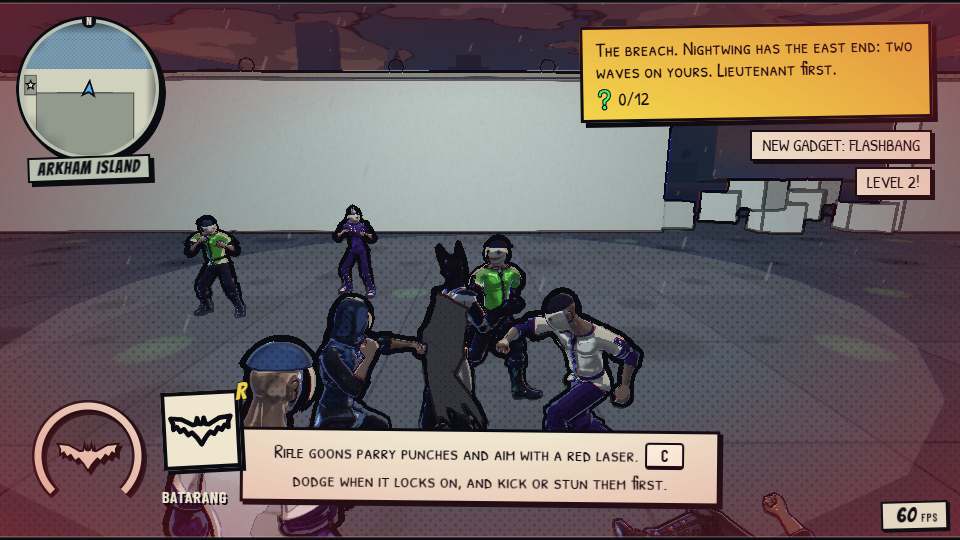 N
ARKHAM ISLAND
THE BREACH. NIGHTWING HAS THE EAST END: TWO
WAVES ON YOURS. LIEUTENANT FIRST.
? 0/12
NEW GADGET: FLASHBANG
LEVEL 2!
R
BATARANG
RIFLE GOONS PARRY PUNCHES AND AIM WITH A RED LASER. C
DODGE WHEN IT LOCKS ON, AND KICK OR STUN THEM FIRST.
60 FPS